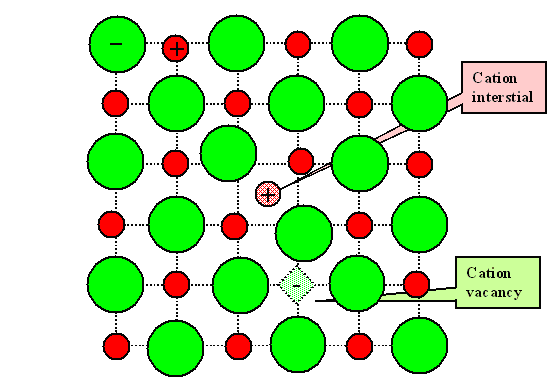 − +
Cation
interstial
+
Cation
vacancy
-